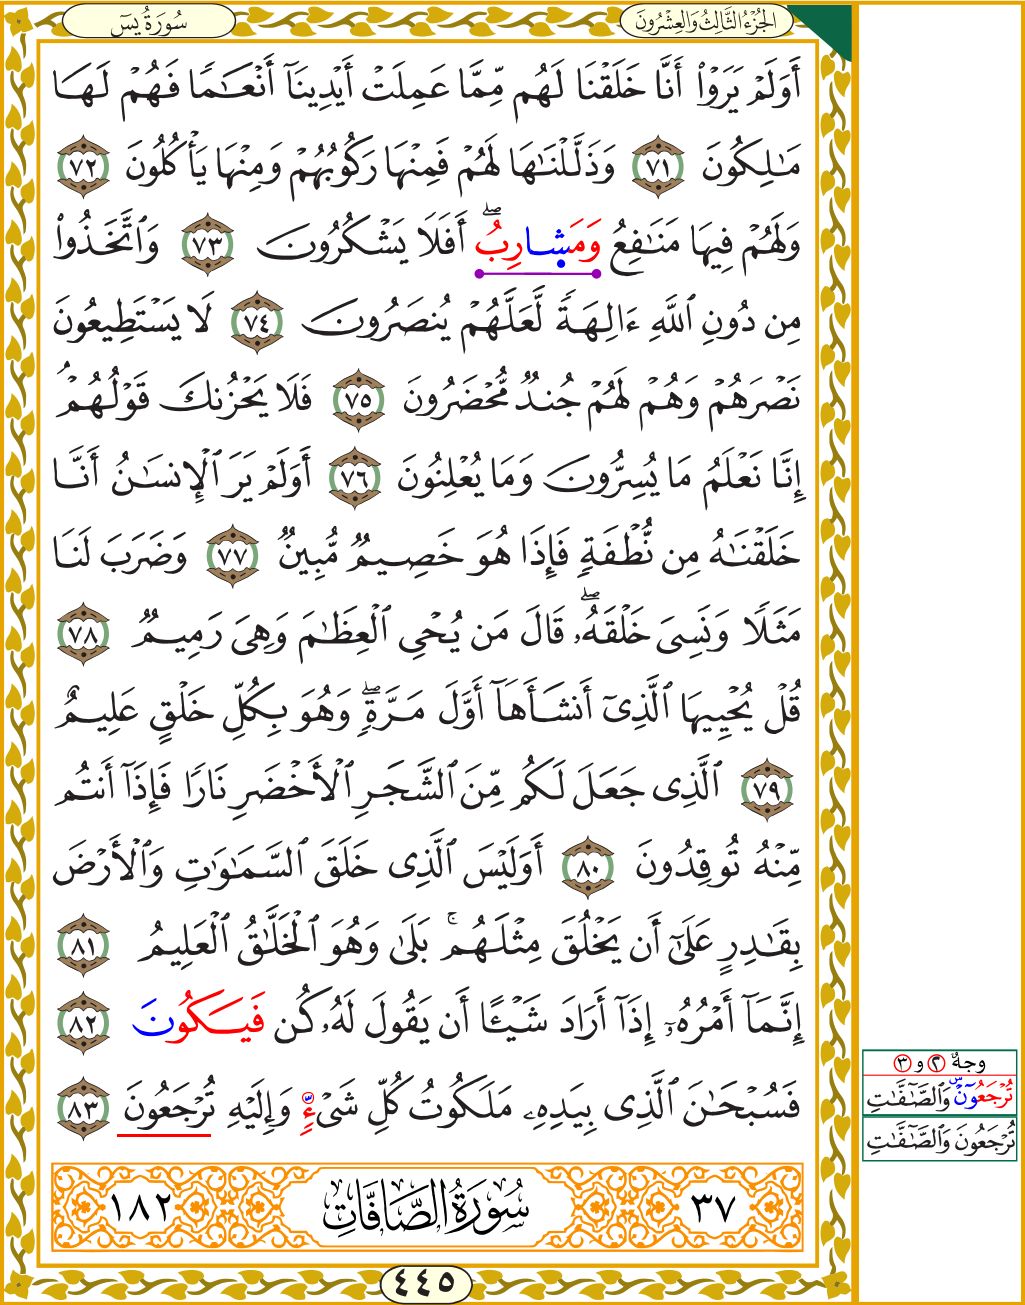 الجُزْءُ الثَّالِثُ وَالعِشْرُونَ
سُورَةُ يسٓ
أَوَلَمْ يَرَوْا۟ أَنَّا خَلَقْنَا لَهُم مِّمَّا عَمِلَتْ أَيْدِينَآ أَنْعَـٰمًا فَهُمْ لَهَا
مَـٰلِكُونَ ٧١ وَذَلَّلْنَـٰهَا لَهُمْ فَمِنْهَا رَكُوبُهُمْ وَمِنْهَا يَأْكُلُونَ ٧٢
وَلَهُمْ فِيهَا مَنَـٰفِعُ وَمَشَارِبُ ۖ أَفَلَا يَشْكُرُونَ ٧٣ وَٱتَّخَذُوا۟
مِن دُونِ ٱللَّهِ ءَالِهَةً لَّعَلَّهُمْ يُنصَرُونَ ٧٤ لَا يَسْتَطِيعُونَ
نَصْرَهُمْ وَهُمْ لَهُمْ جُندٌ مُّحْضَرُونَ ٧٥ فَلَا يَحْزُنكَ قَوْلُهُمْ ۘ
إِنَّا نَعْلَمُ مَا يُسِرُّونَ وَمَا يُعْلِنُونَ ٧٦ أَوَلَمْ يَرَ ٱلْإِنسَـٰنُ أَنَّا
خَلَقْنَـٰهُ مِن نُّطْفَةٍ فَإِذَا هُوَ خَصِيمٌ مُّبِينٌ ٧٧ وَضَرَبَ لَنَا
مَثَلًا وَنَسِىَ خَلْقَهُۥ ۖ قَالَ مَن يُحْىِ ٱلْعِظَـٰمَ وَهِىَ رَمِيمٌ ٧٨
قُلْ يُحْيِيهَا ٱلَّذِىٓ أَنشَأَهَآ أَوَّلَ مَرَّةٍ ۖ وَهُوَ بِكُلِّ خَلْقٍ عَلِيمٌ
٧٩ ٱلَّذِى جَعَلَ لَكُم مِّنَ ٱلشَّجَرِ ٱلْأَخْضَرِ نَارًا فَإِذَآ أَنتُم
مِّنْهُ تُوقِدُونَ ٨٠ أَوَلَيْسَ ٱلَّذِى خَلَقَ ٱلسَّمَـٰوَٰتِ وَٱلْأَرْضَ
بِقَـٰدِرٍ عَلَىٰٓ أَن يَخْلُقَ مِثْلَهُم ۚ بَلَىٰ وَهُوَ ٱلْخَلَّـٰقُ ٱلْعَلِيمُ ٨١
إِنَّمَآ أَمْرُهُۥٓ إِذَآ أَرَادَ شَيْـًٔا أَن يَقُولَ لَهُۥ كُن فَيَكُونَ ٨٢
فَسُبْحَـٰنَ ٱلَّذِى بِيَدِهِۦ مَلَكُوتُ كُلِّ شَىْءٍ وَإِلَيْهِ تُرْجَعُونَ ٨٣
٣٧ سُورَةُ الصَّافَّاتِ ١٨٢
٤٤٥
وجهٌ ٢ و ٣
تُرْجَعُونَ ۜ وَٱلصَّـٰٓفَّـٰتِ
تُرْجَعُونَ وَٱلصَّـٰٓفَّـٰتِ